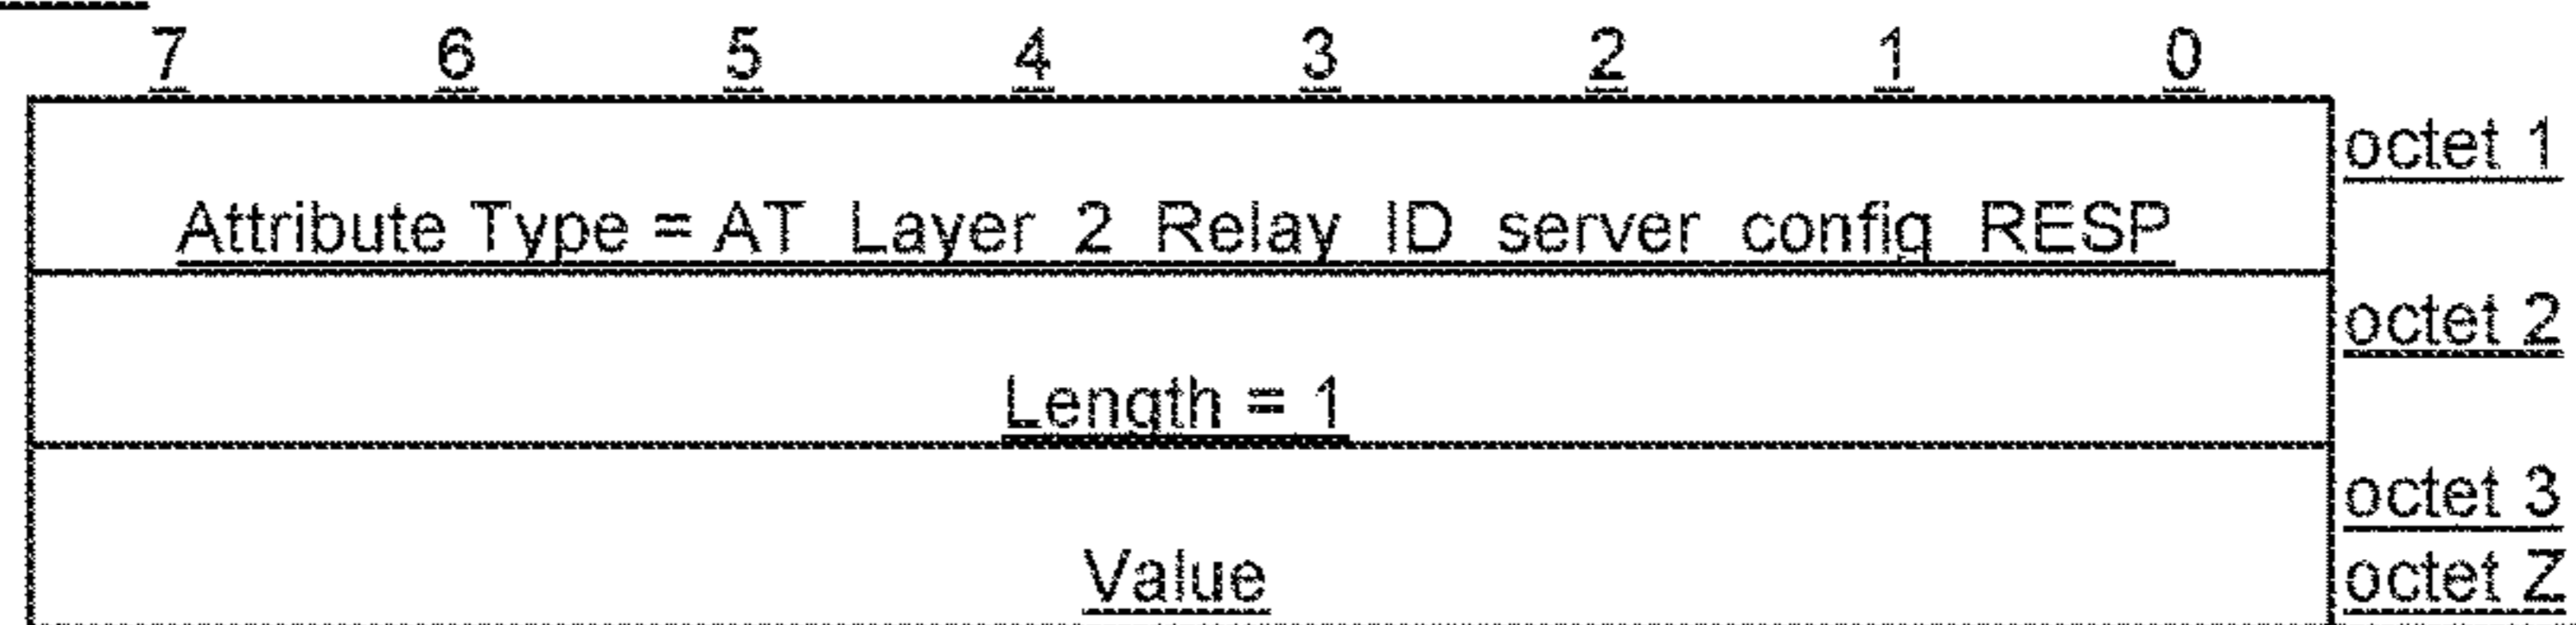 7 6 5 4 3 2 1 0
octet 1
Attribute Type = AT_Layer_2_Relay_ID_server_config_RESP
octet 2
Length = 1
octet 3
Value octet Z